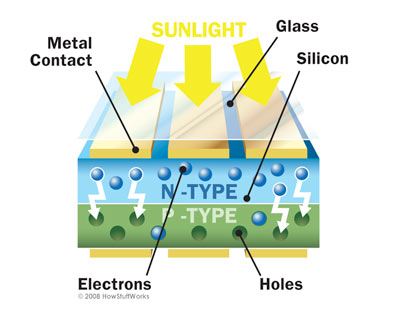 SUNLIGHT
Glass
Metal
Contact
Silicon
N-TYPE
P-TYPE
Electrons
Holes
© 2008 HowStuffWorks